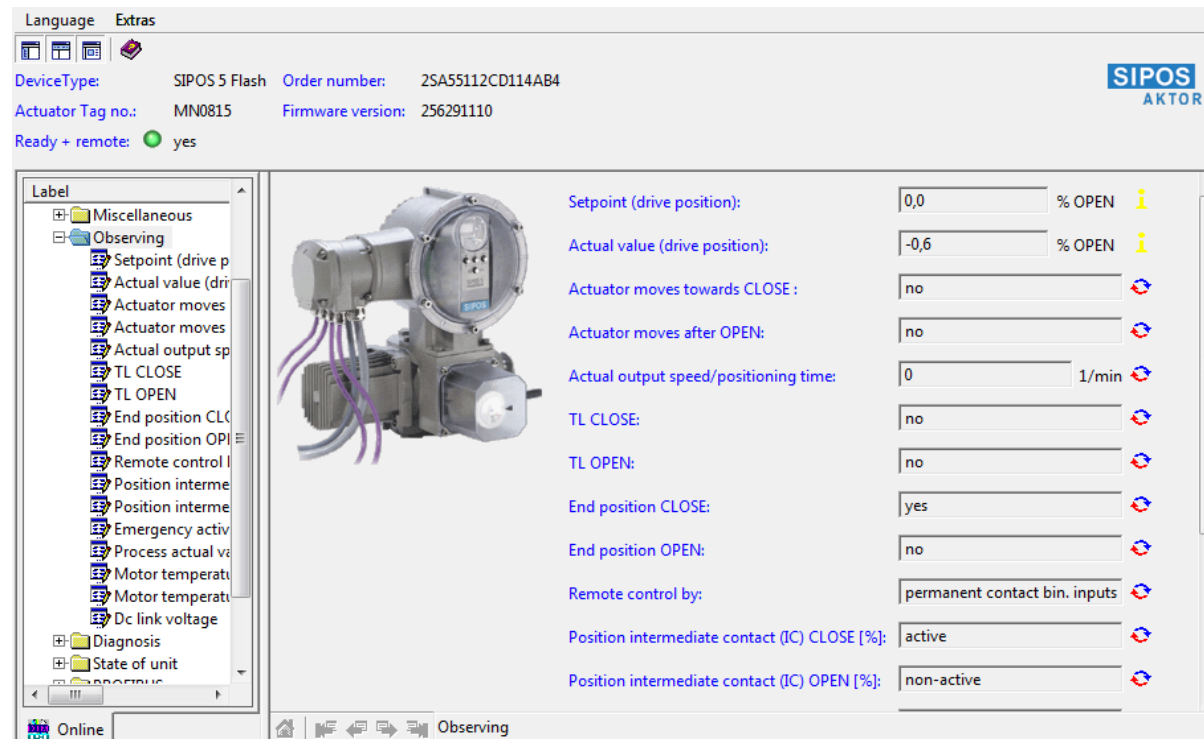 Language Extras
DeviceType: SIPOS 5 Flash Order number: 2SA55112CD114AB4
SIPOS
AKTOR
Actuator Tag no.: MN0815 Firmware version: 256291110
Ready + remote: yes
Label
Miscellaneous
Observing
Setpoint (drive p
Actual value (dri
Actuator moves
Actuator moves
Actual output sp
TL CLOSE
TL OPEN
End position CLO
End position OPI
Remote control l
Position interme
Position interme
Emergency activ
Process actual va
Motor temperatu
Motor temperatu
Dc link voltage
Diagnosis
State of unit
PROFIBUS
Online
SIPOS
Setpoint (drive position): 0,0 % OPEN
Actual value (drive position): -0,6 % OPEN
Actuator moves towards CLOSE : no
Actuator moves after OPEN: no
Actual output speed/positioning time: 0 1/min
TL CLOSE: no
TL OPEN: no
End position CLOSE: yes
End position OPEN: no
Remote control by: permanent contact bin. inputs
Position intermediate contact (IC) CLOSE [%]: active
Position intermediate contact (IC) OPEN [%]: non-active
Observing